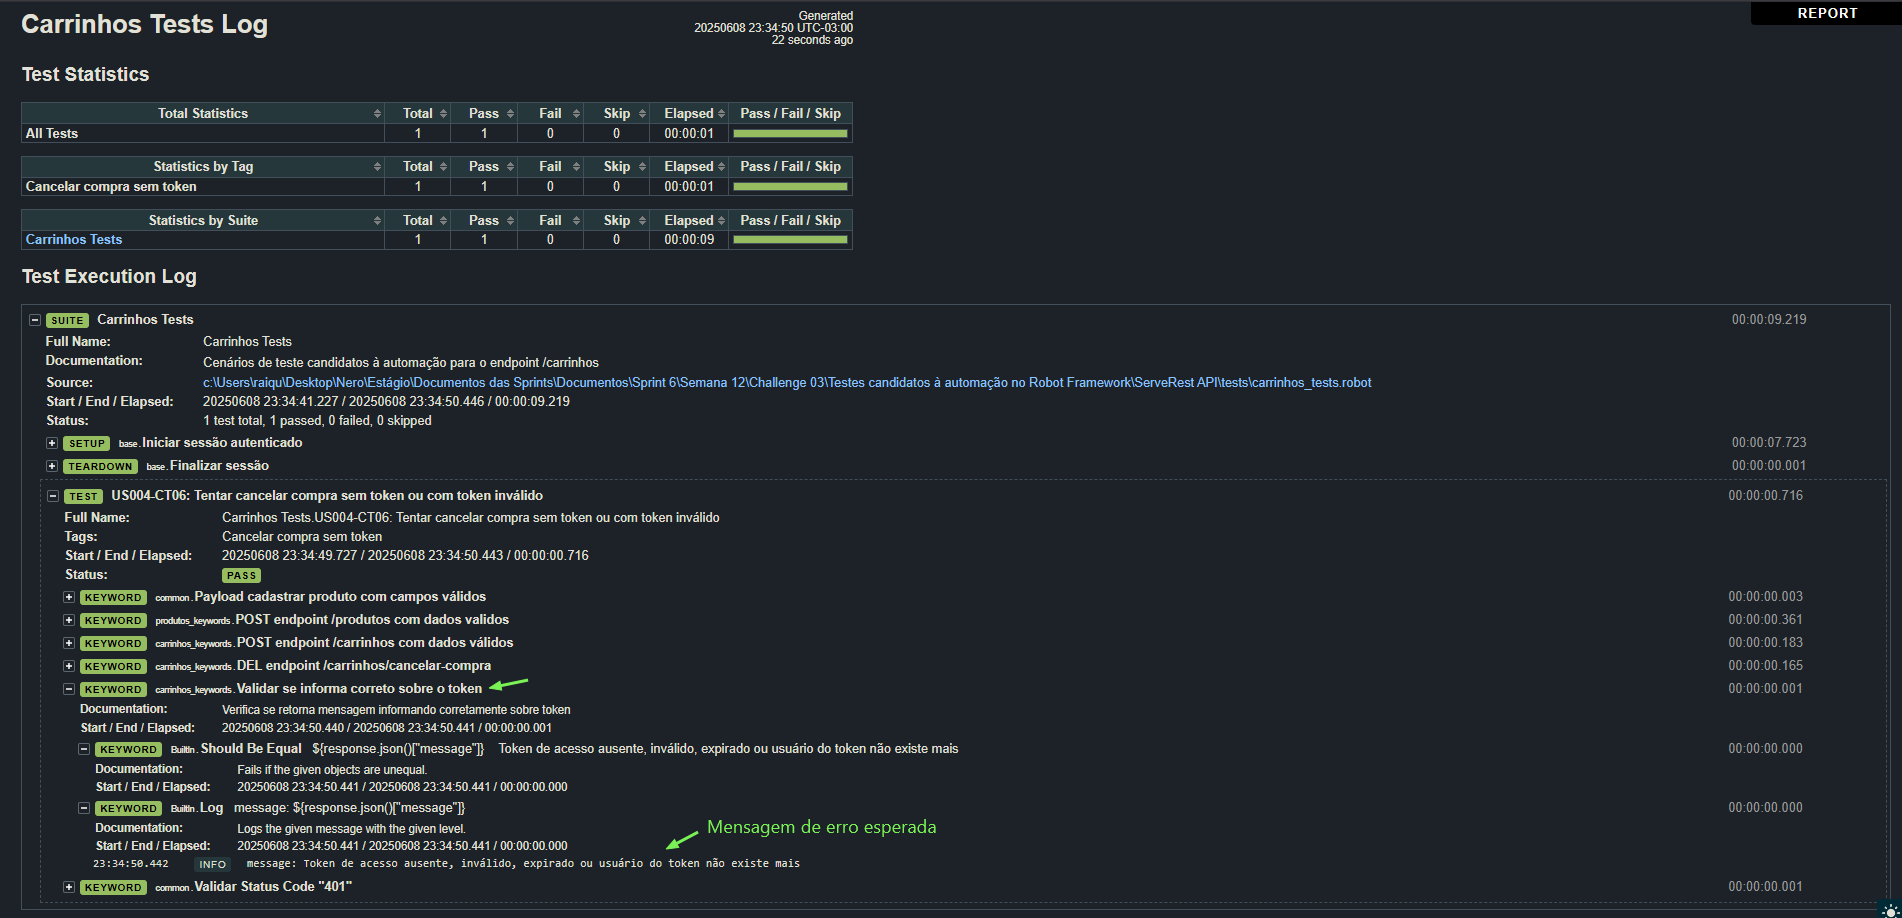 Carrinhos Tests Log
Generated
20250608 23:34:50 UTC-03:00
22 seconds ago
REPORT
Test Statistics
Total Statistics Total Pass Fail Skip Elapsed Pass / Fail / Skip
All Tests 1 1 0 0 00:00:01
Statistics by Tag Total Pass Fail Skip Elapsed Pass / Fail / Skip
Cancelar compra sem token 1 1 0 0 00:00:01
Statistics by Suite Total Pass Fail Skip Elapsed Pass / Fail / Skip
Carrinhos Tests 1 1 0 0 00:00:09
Test Execution Log
SUITE Carrinhos Tests 00:00:09.219
Full Name: Carrinhos Tests
Documentation: Cenários de teste candidatos à automação para o endpoint /carrinhos
Source: c:\Users\raiqu\Desktop\Nero\Estágio\Documentos das Sprints\Documentos\Sprint 6\Semana 12\Challenge 03\Testes candidatos à automação no Robot Framework\ServeRest API\tests\carrinhos_tests.robot
Start / End / Elapsed: 20250608 23:34:41.227 / 20250608 23:34:50.446 / 00:00:09.219
Status: 1 test total, 1 passed, 0 failed, 0 skipped
SETUP base.Iniciar sessão autenticado 00:00:07.723
TEARDOWN base.Finalizar sessão 00:00:00.001
TEST US004-CT06: Tentar cancelar compra sem token ou com token inválido 00:00:00.716
Full Name: Carrinhos Tests.US004-CT06: Tentar cancelar compra sem token ou com token inválido
Tags: Cancelar compra sem token
Start / End / Elapsed: 20250608 23:34:49.727 / 20250608 23:34:50.443 / 00:00:00.716
Status: PASS
KEYWORD common.Payload cadastrar produto com campos válidos 00:00:00.003
KEYWORD produtos_keywords.POST endpoint /produtos com dados validos 00:00:00.361
KEYWORD carrinhos_keywords.POST endpoint /carrinhos com dados válidos 00:00:00.183
KEYWORD carrinhos_keywords.DEL endpoint /carrinhos/cancelar-compra 00:00:00.165
KEYWORD carrinhos_keywords.Validar se informa correto sobre o token 00:00:00.001
Documentation: Verifica se retorna mensagem informando corretamente sobre token
Start / End / Elapsed: 20250608 23:34:50.440 / 20250608 23:34:50.441 / 00:00:00.001
KEYWORD BuiltIn.Should Be Equal ${response.json()["message"]} Token de acesso ausente, inválido, expirado ou usuário do token não existe mais 00:00:00.000
Documentation: Fails if the given objects are unequal.
Start / End / Elapsed: 20250608 23:34:50.441 / 20250608 23:34:50.441 / 00:00:00.000
KEYWORD BuiltIn.Log message: ${response.json()["message"]} 00:00:00.000
Documentation: Logs the given message with the given level.
Mensagem de erro esperada
Start / End / Elapsed: 20250608 23:34:50.441 / 20250608 23:34:50.441 / 00:00:00.000
23:34:50.442 INFO message: Token de acesso ausente, inválido, expirado ou usuário do token não existe mais
KEYWORD common.Validar Status Code "401" 00:00:00.001